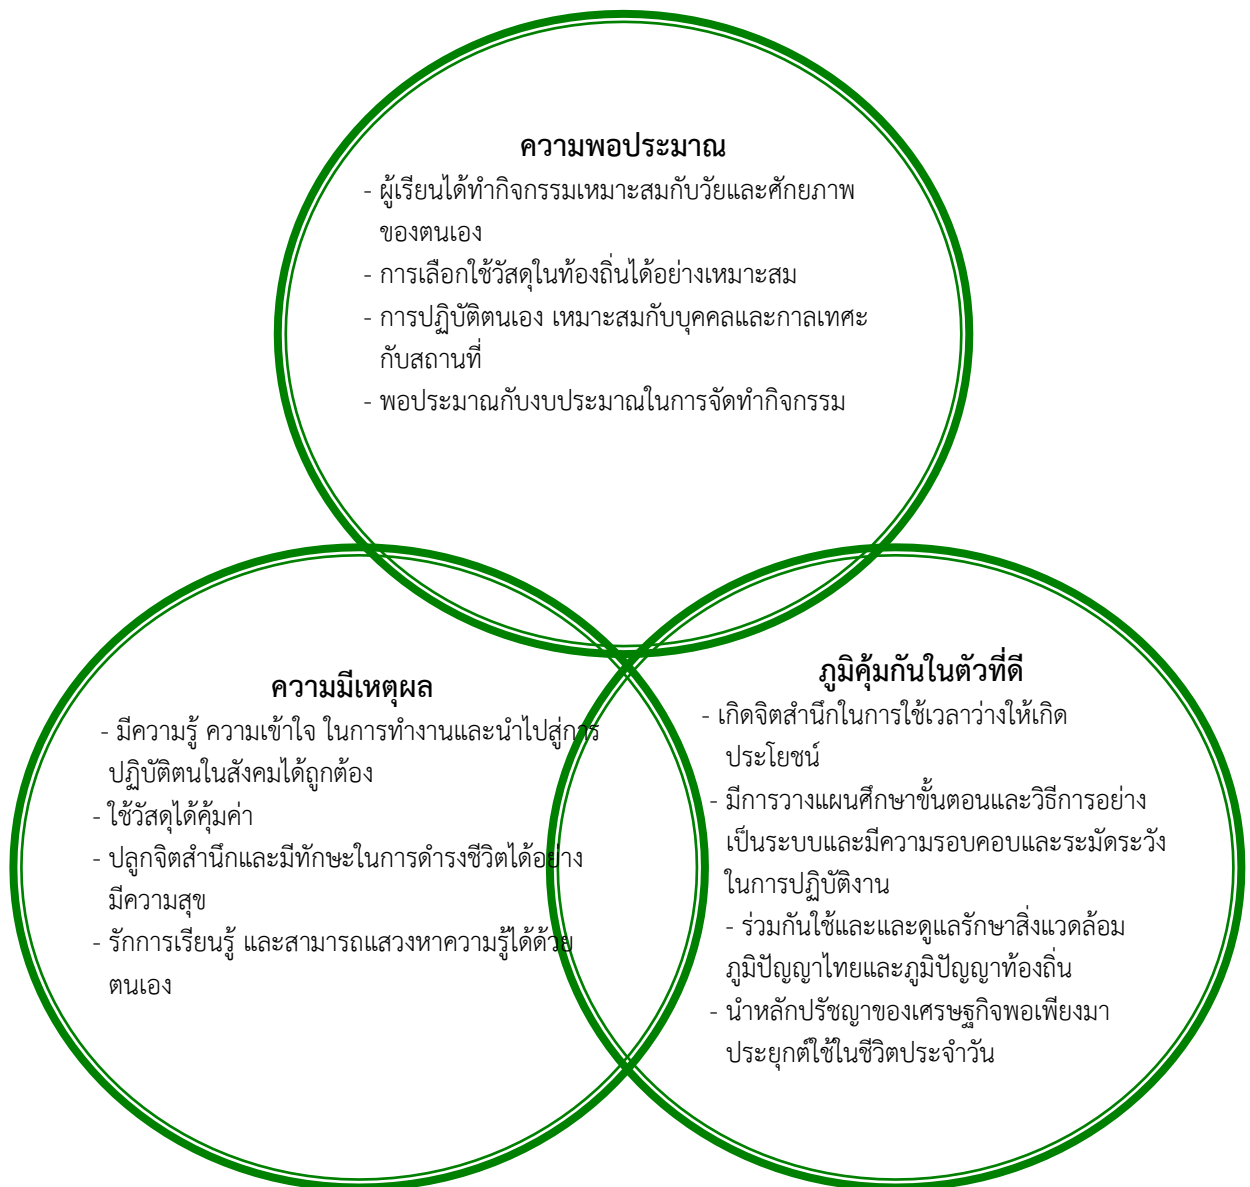 ความพอประมาณ
- ผู้เรียนได้ทำกิจกรรมเหมาะสมกับวัยและศักยภาพ
ของตนเอง
- การเลือกใช้วัสดุในท้องถิ่นได้อย่างเหมาะสม
- การปฏิบัติตนเอง เหมาะสมกับบุคคลและกาลเทศะ
กับสถานที่
- พอประมาณกับงบประมาณในการจัดทำกิจกรรม
ความมีเหตุผล
- มีความรู้ ความเข้าใจ ในการทำงานและนำไปสู่การ
ปฏิบัติตนในสังคมได้ถูกต้อง
- ใช้วัสดุได้คุ้มค่า
- ปลูกจิตสำนึกและมีทักษะในการดำรงชีวิตได้อย่าง
มีความสุข
- รักการเรียนรู้ และสามารถแสวงหาความรู้ได้ด้วย
ตนเอง
ภูมิคุ้มกันในตัวที่ดี
- เกิดจิตสำนึกในการใช้เวลาว่างให้เกิด
ประโยชน์
- มีการวางแผนศึกษาขั้นตอนและวิธีการอย่าง
เป็นระบบและมีความรอบคอบและระมัดระวัง
ในการปฏิบัติงาน
- ร่วมกันใช้และและดูแลรักษาสิ่งแวดล้อม
ภูมิปัญญาไทยและภูมิปัญญาท้องถิ่น
- นำหลักปรัชญาของเศรษฐกิจพอเพียงมา
ประยุกต์ใช้ในชีวิตประจำวัน